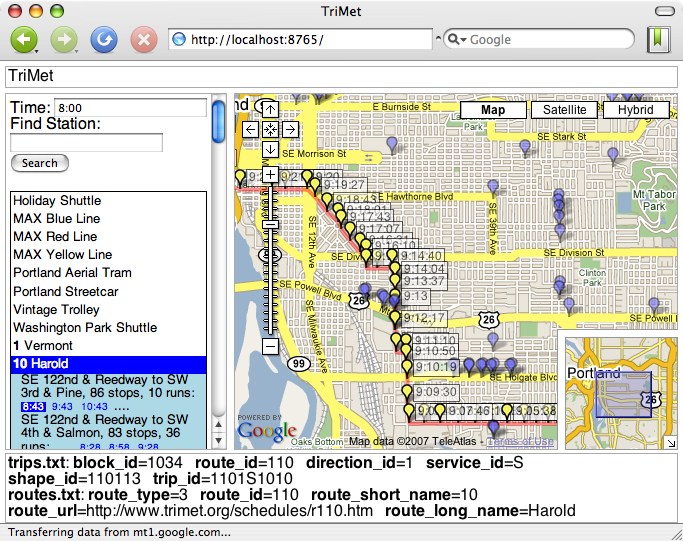 TriMet
http://localhost:8765/
Google
TriMet
Time: 8:00
Find Station:
Search
Holiday Shuttle
MAX Blue Line
MAX Red Line
MAX Yellow Line
Portland Aerial Tram
Portland Streetcar
Vintage Trolley
Washington Park Shuttle
1 Vermont
10 Harold
SE 122nd & Reedway to SW
3rd & Pine, 86 stops, 10 runs:
8:43 9:43 10:43 ....
SE 122nd & Reedway to SW
4th & Salmon, 83 stops, 36
runs: 8:28 8:58 9:28
E Burnside St
Map
Satellite
Hybrid
SE Stark St
Park
SE Morrison St
Mt Tabor
Park
9:20
9:19:27
SE Hawthorne Blvd
9:18:43
9:17:43
9:17:07
9:16:10
SE 12th Ave
SE 39th Ave
9:14:40
SE Division St
9:14:04
9:13:37
Clinton
Park
9:13
SE Powell Blvd
26
9:12:17
26
SE Powell
SE Milwaukie Ave
9:11:10
9:10:50
9:10:19
99
SE Holgate Blvd
9:09:30
Portland
26
POWERED BY
Google
Oaks Bottom
Map data ©2007 TeleAtlas - Terms of Use
trips.txt: block_id=1034 route_id=110 direction_id=1 service_id=S
shape_id=110113 trip_id=1101S1010
routes.txt: route_type=3 route_id=110 route_short_name=10
route_url=http://www.trimet.org/schedules/r110.htm route_long_name=Harold
Transferring data from mt1.google.com...